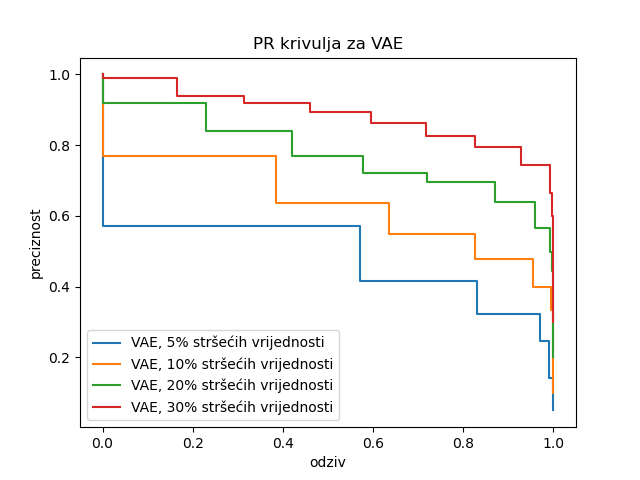 PR krivulja za VAE
1.0
0.8
0.6
0.4
0.2
preciznost
VAE, 5% stršećih vrijednosti
VAE, 10% stršećih vrijednosti
VAE, 20% stršećih vrijednosti
VAE, 30% stršećih vrijednosti
0.0 0.2 0.4 0.6 0.8 1.0
odziv